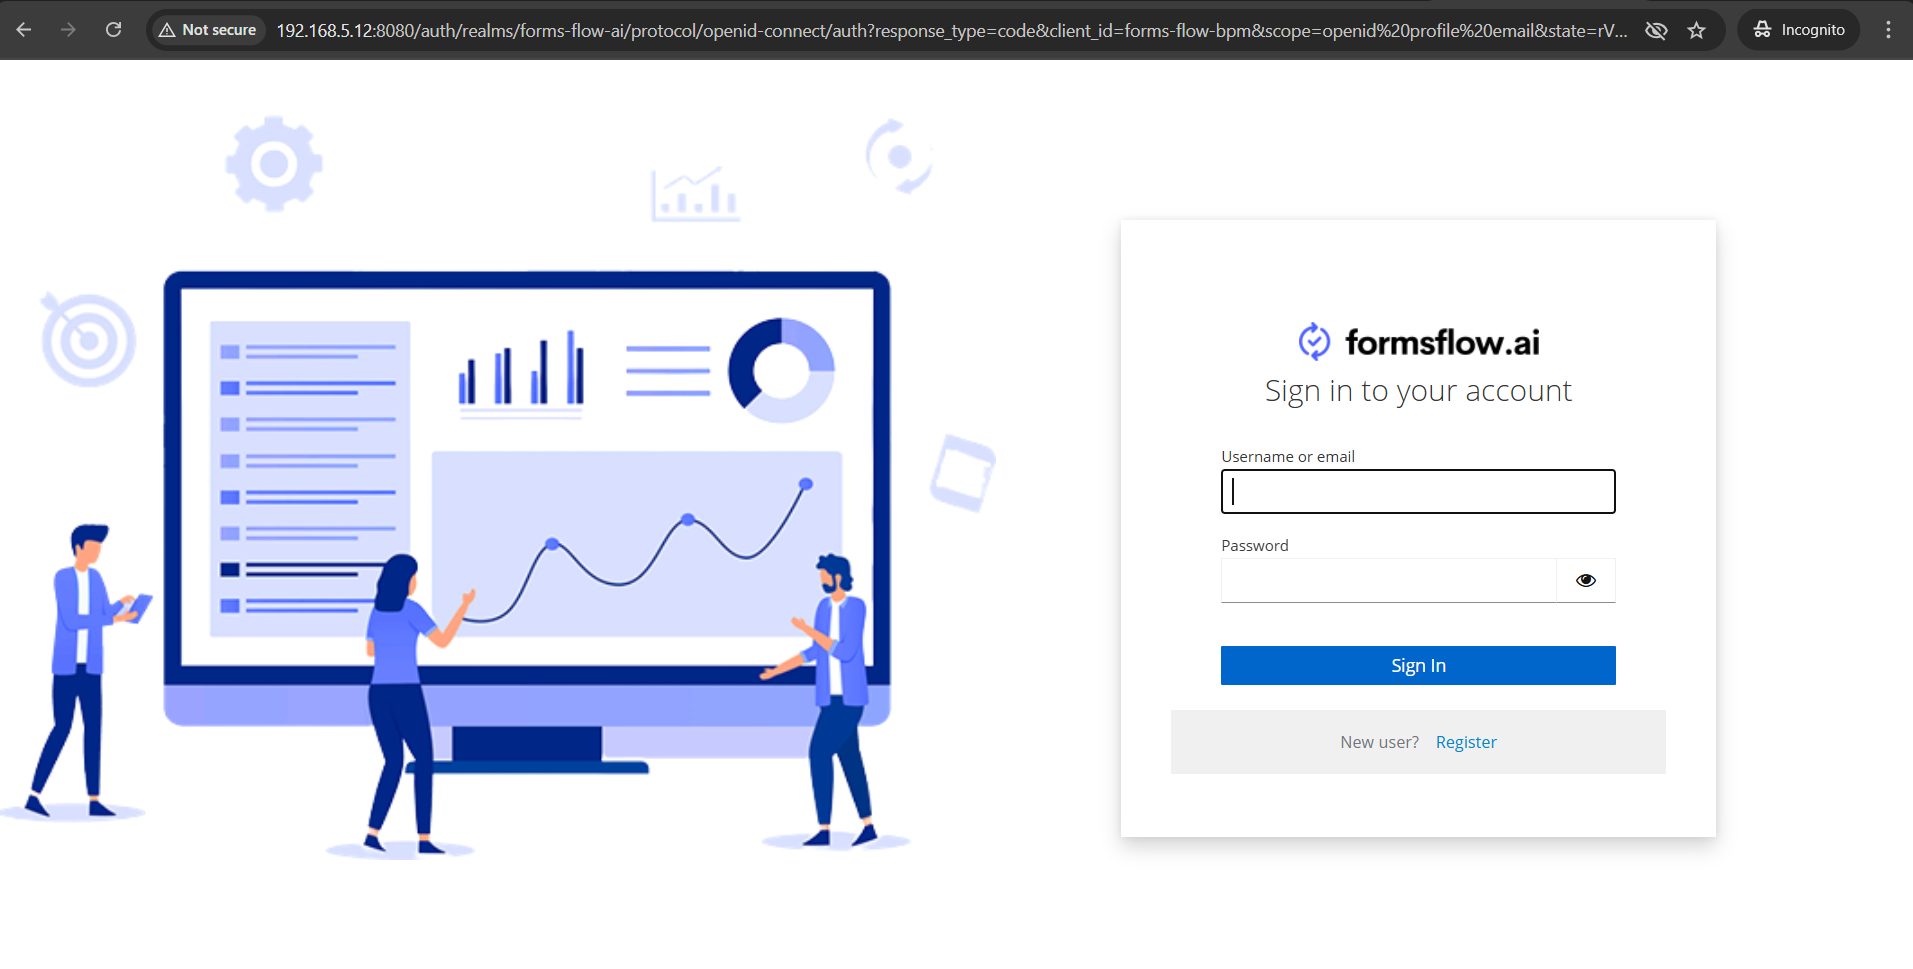 Not secure
192.168.5.12:8080/auth/realms/forms-flow-ai/protocol/openid-connect/auth?response_type=code&client_id=forms-flow-bpm&scope=openid%20profile%20email&state=rV...
Incognito
formsflow.ai
Sign in to your account
Username or email
Password
Sign In
New user? Register